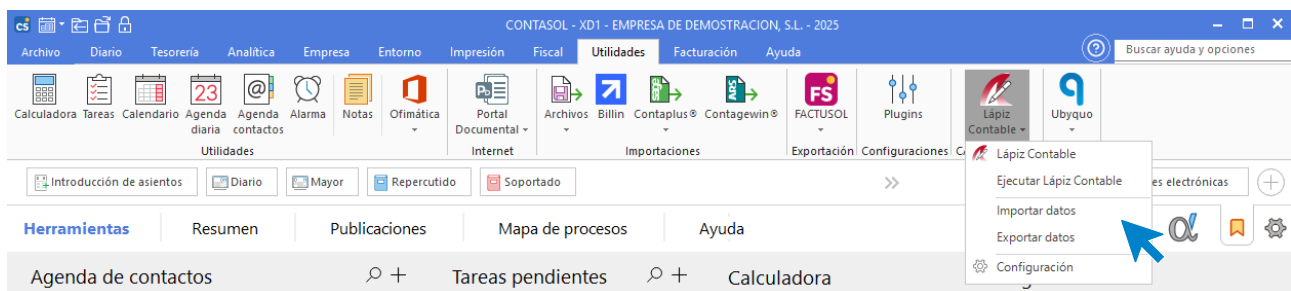 cs
CONTASOL - XD1 - EMPRESA DE DEMOSTRACION, S.L. - 2025
Archivo Diario Tesorería Analítica Empresa Entorno Impresión Fiscal Utilidades Facturación Ayuda
Buscar ayuda y opciones
Calculadora Tareas Calendario Agenda diaria Agenda contactos Alarma Notas Ofimática Portal Documental Archivos Billin Contaplus® Contagewin® FACTUSOL Plugins Lápiz Contable Ubyquo
Utilidades Internet Importaciones Exportación Configuraciones
Lápiz Contable
Ejecutar Lápiz Contable
Importar datos
Exportar datos
Configuración
Introducción de asientos Diario Mayor Repercutido Soportado es electrónicas
Herramientas Resumen Publicaciones Mapa de procesos Ayuda
Agenda de contactos Tareas pendientes Calculadora